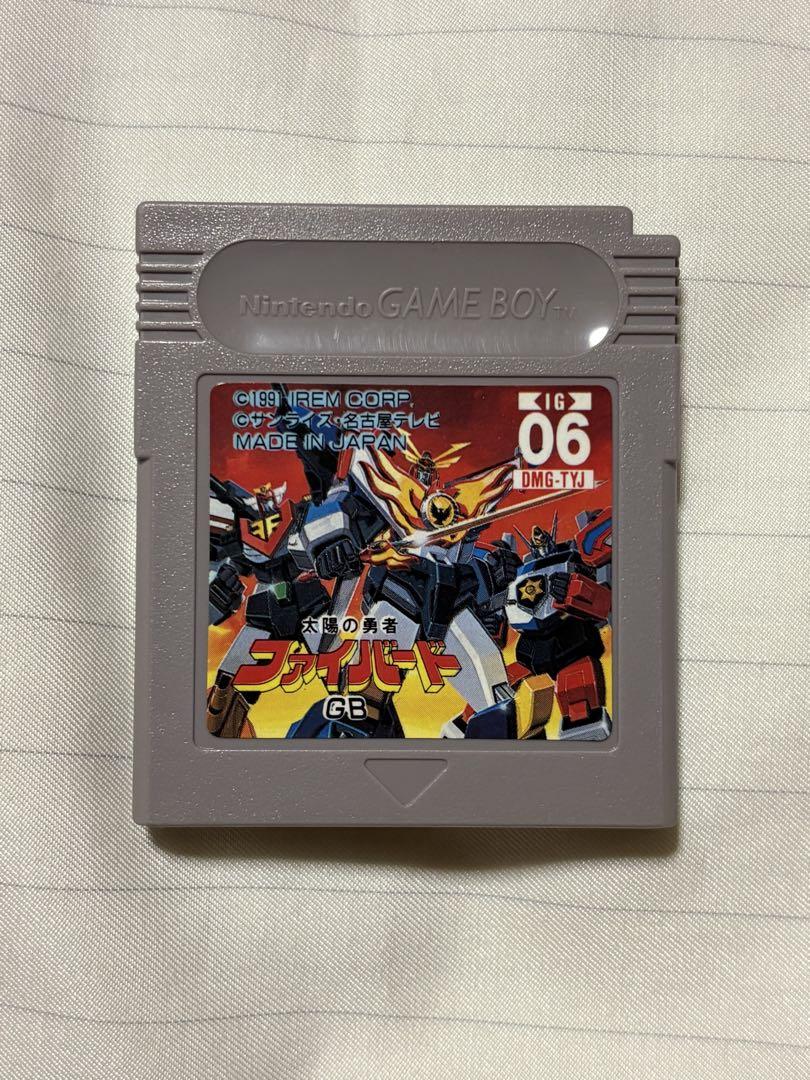 Nintendo GAME BOY TM
©1991 IREM CORP.
©サンライズ・名古屋テレビ
MADE IN JAPAN
IG
06
DMG-TYJ
FF
太陽の勇者
ファイバード
GB